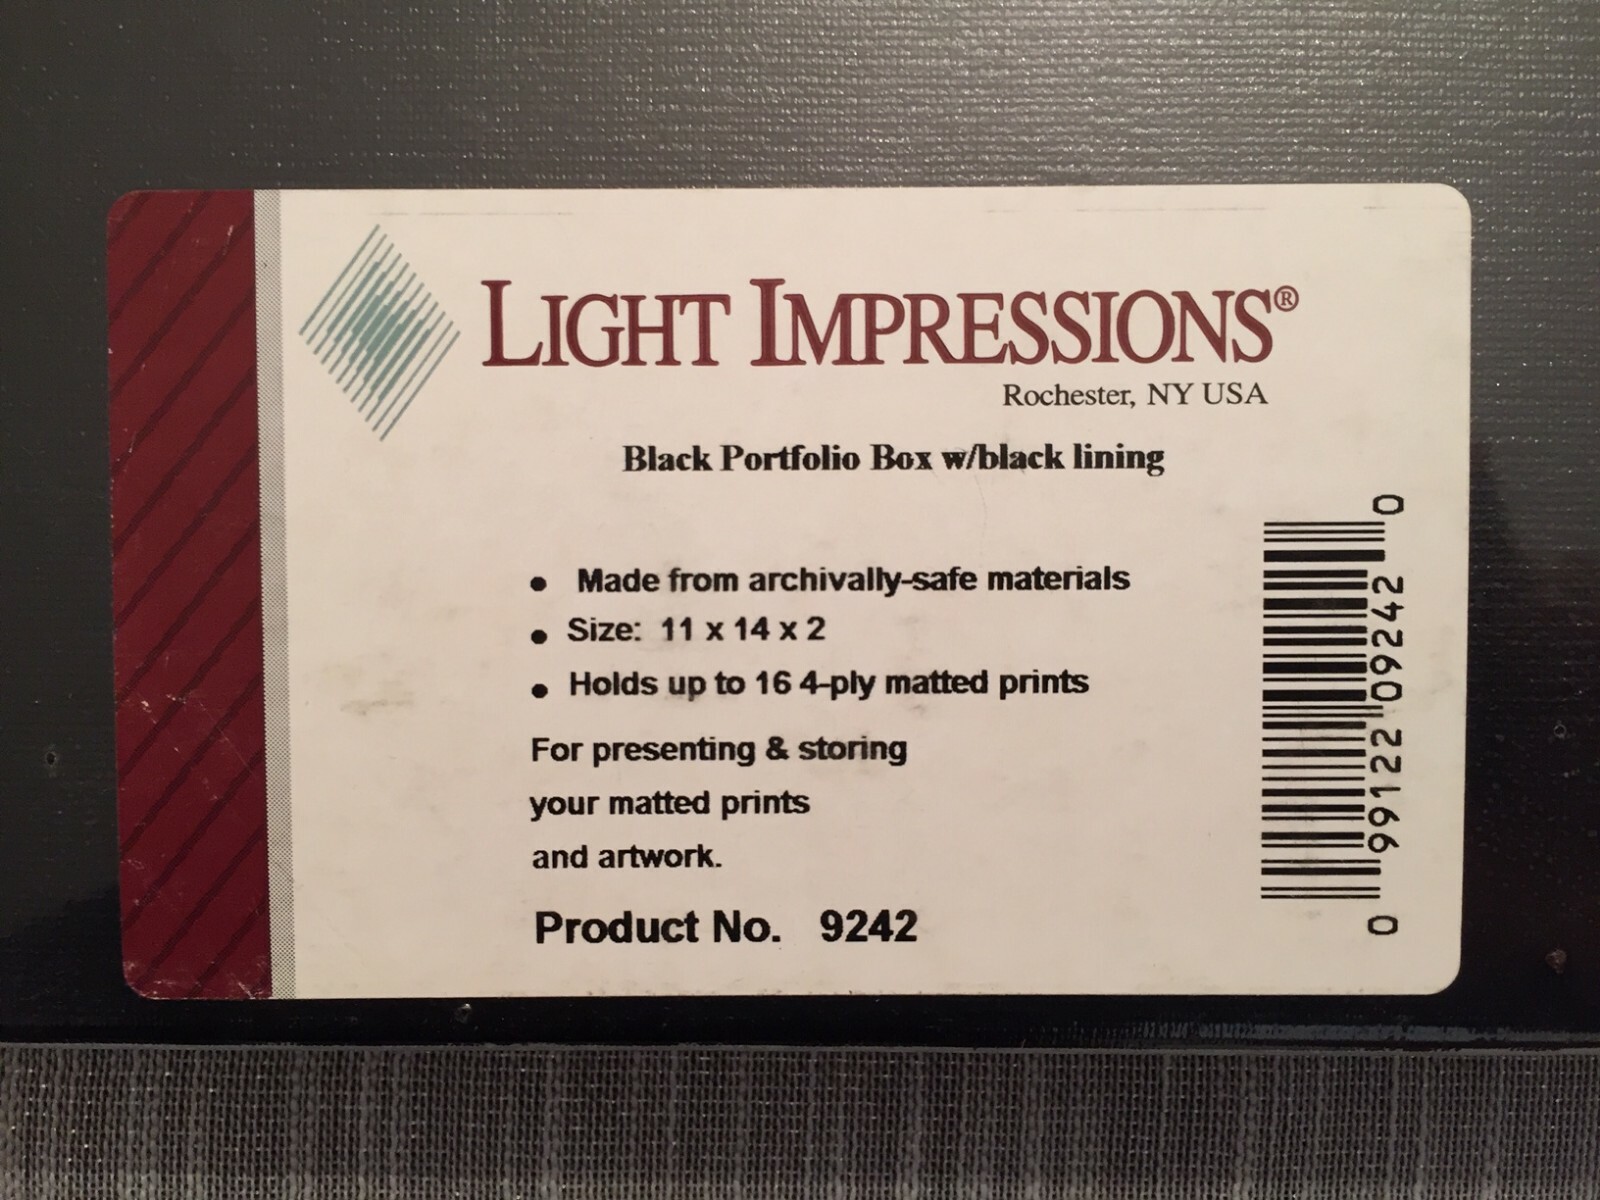 LIGHT IMPRESSIONS®
Rochester, NY USA
Black Portfolio Box w/black lining
• Made from archivally-safe materials
• Size: 11 x 14 x 2
• Holds up to 16 4-ply matted prints
For presenting & storing
your matted prints
and artwork.
Product No. 9242
0 99122 09242 0